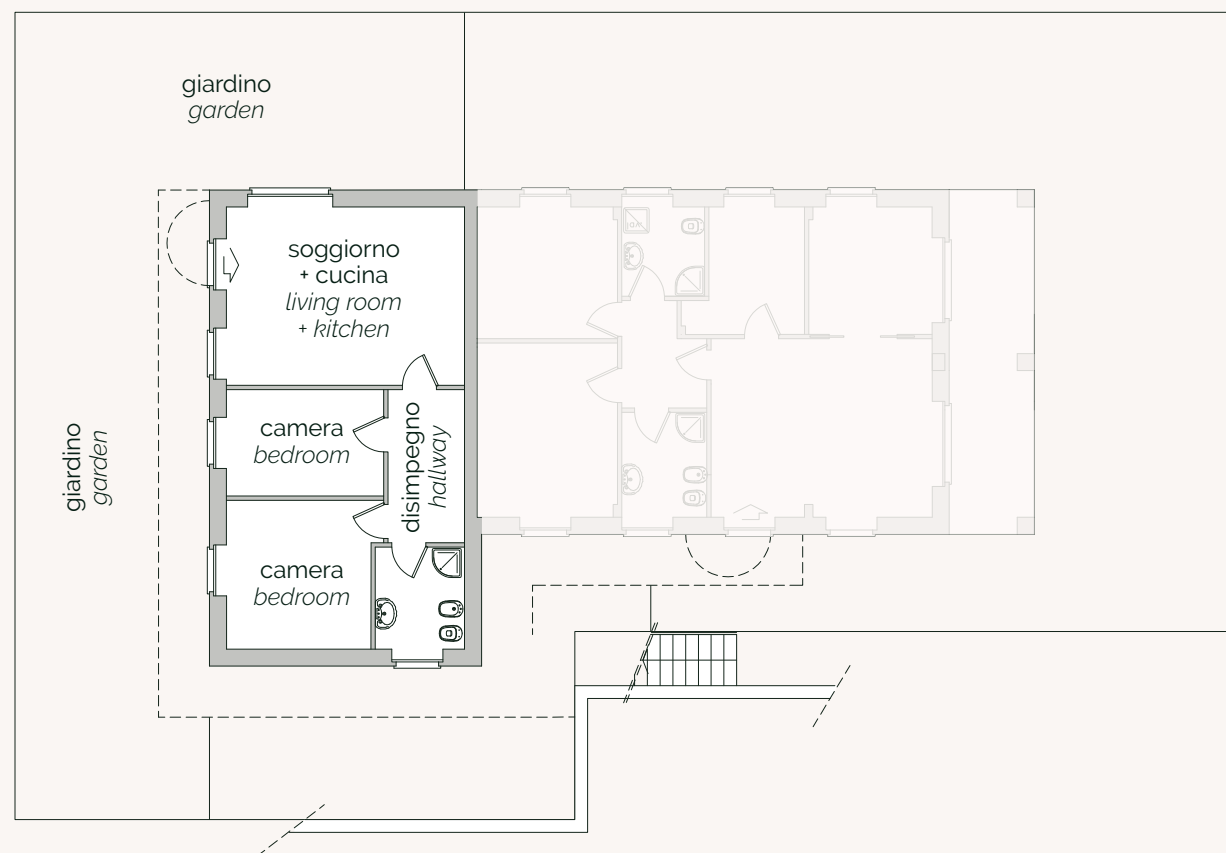 giardino
garden
soggiorno
+ cucina
living room
+ kitchen
camera
bedroom
disimpegno
hallway
giardino
garden
camera
bedroom